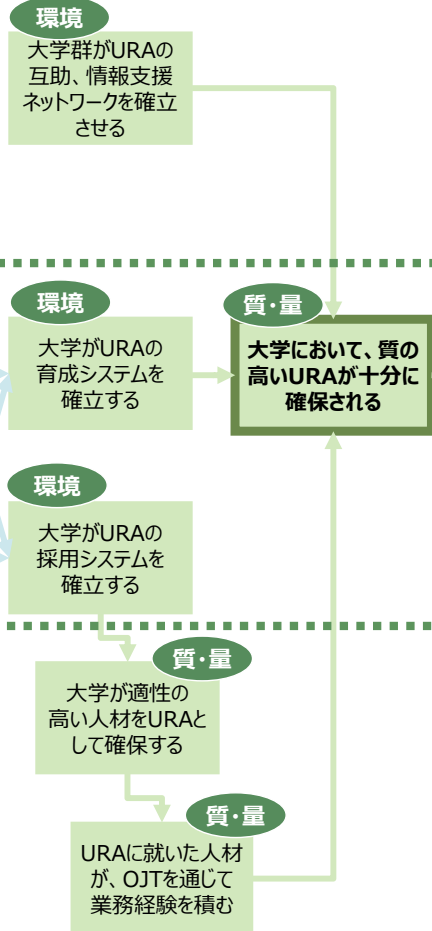 環境
大学群がURAの
互助、情報支援
ネットワークを確立
させる
環境
大学がURAの
育成システムを
確立する
質・量
大学において、質の
高いURAが十分に
確保される
環境
大学がURAの
採用システムを
確立する
質・量
大学が適性の
高い人材をURAと
して確保する
質・量
URAに就いた人材
が、OJTを通じて
業務経験を積む